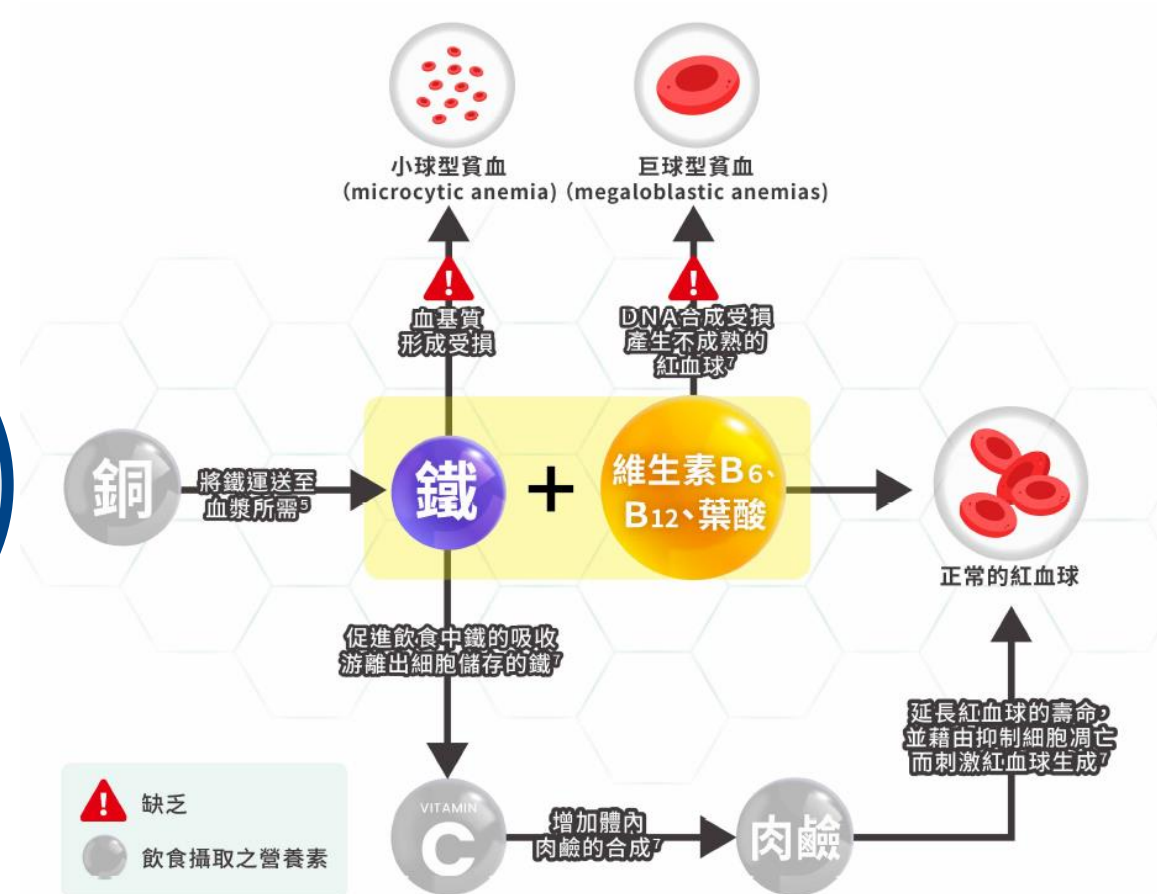 小球型貧血
(microcytic anemia)
巨球型貧血
(megaloblastic anemias)
血基質
形成受損
DNA合成受損
產生不成熟的
紅血球7
銅
將鐵運送至
血漿所需5
鐵
+
維生素B6、
B12、葉酸
正常的紅血球
促進飲食中鐵的吸收
游離出細胞儲存的鐵7
延長紅血球的壽命,
並藉由抑制細胞凋亡
而刺激紅血球生成7
VITAMIN
C
增加體內
肉鹼的合成7
肉鹼
! 缺乏
飲食攝取之營養素